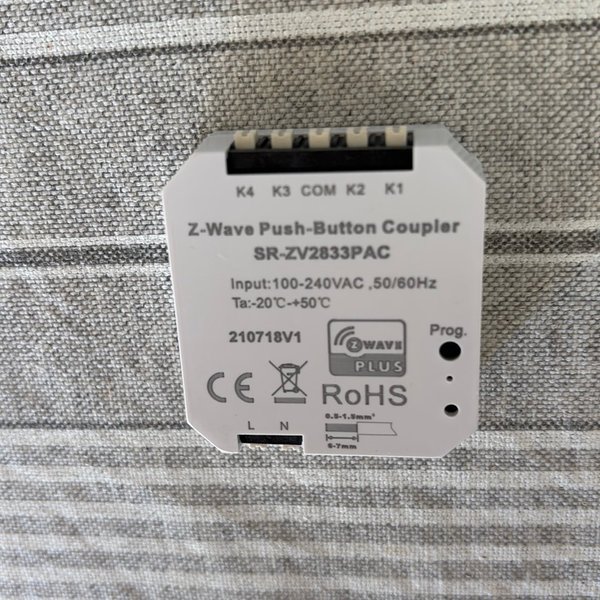 K4 K3 COM K2 K1
Z-Wave Push-Button Coupler
SR-ZV2833PAC
Input:100-240VAC ,50/60Hz
Ta:-20℃-+50℃
210718V1
Z WAVE
PLUS
Prog.
CE
RoHS
L N
0.5-1.5mm²
6-7mm